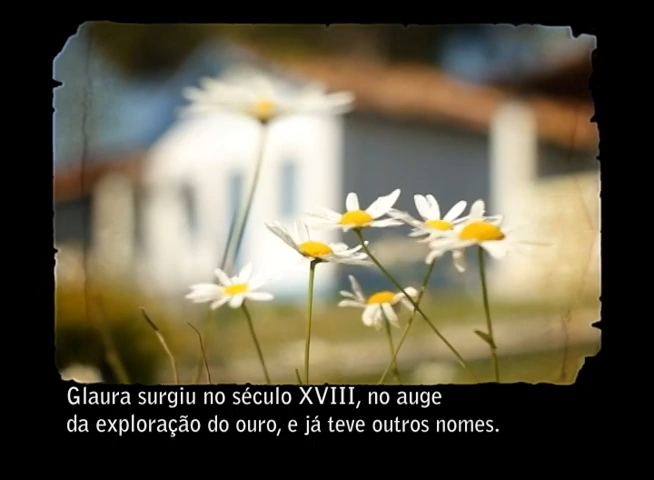 Glaura surgiu no século XVIII, no auge
da exploração do ouro, e já teve outros nomes.